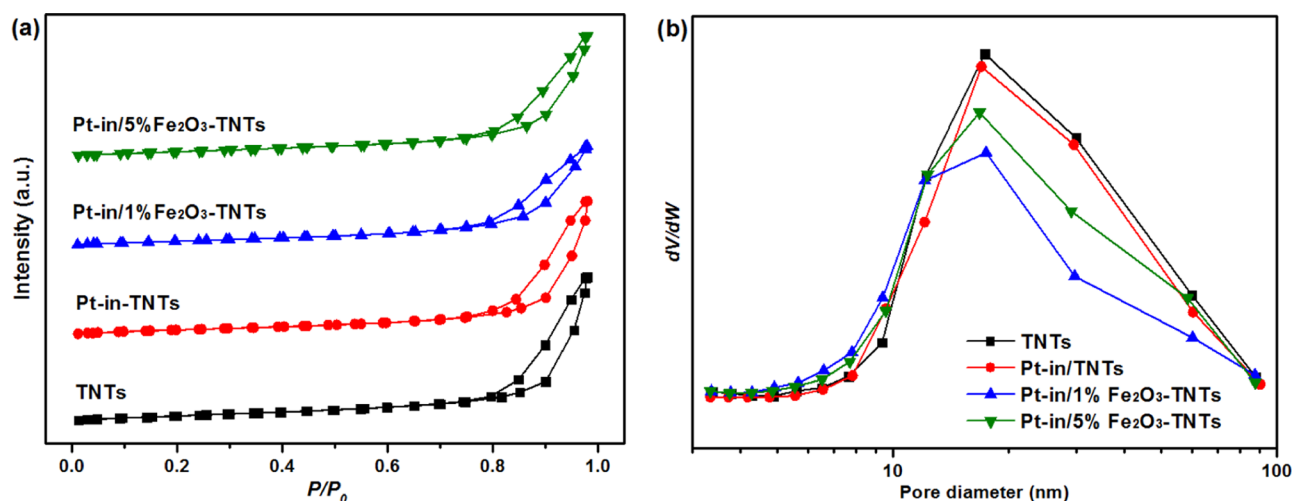 (a)
Intensity (a.u.)
Pt-in/5%Fe₂O₃-TNTs
Pt-in/1%Fe₂O₃-TNTs
Pt-in-TNTs
TNTs
0.0 0.2 0.4 0.6 0.8 1.0
P/P₀
(b)
dV/dW
TNTs
Pt-in/TNTs
Pt-in/1% Fe₂O₃-TNTs
Pt-in/5% Fe₂O₃-TNTs
10 100
Pore diameter (nm)